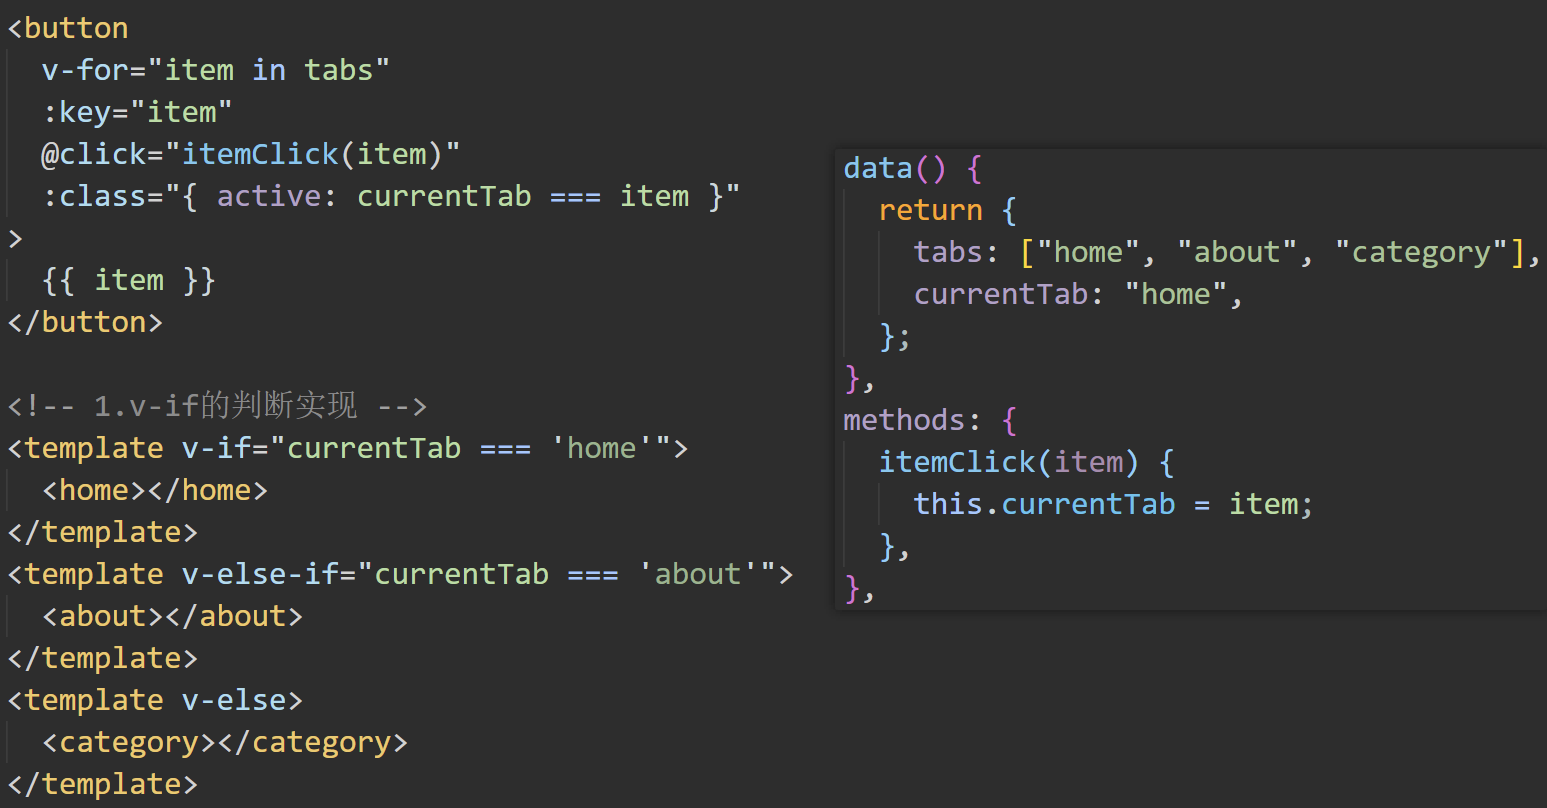 <button
  v-for="item in tabs"
  :key="item"
  @click="itemClick(item)"
  :class="{ active: currentTab === item }"
>
  {{ item }}
</button>

<!-- 1.v-if的判断实现 -->
<template v-if="currentTab === 'home'">
  <home></home>
</template>
<template v-else-if="currentTab === 'about'">
  <about></about>
</template>
<template v-else>
  <category></category>
</template>

data() {
  return {
    tabs: ["home", "about", "category"],
    currentTab: "home",
  };
},
methods: {
  itemClick(item) {
    this.currentTab = item;
  },
},